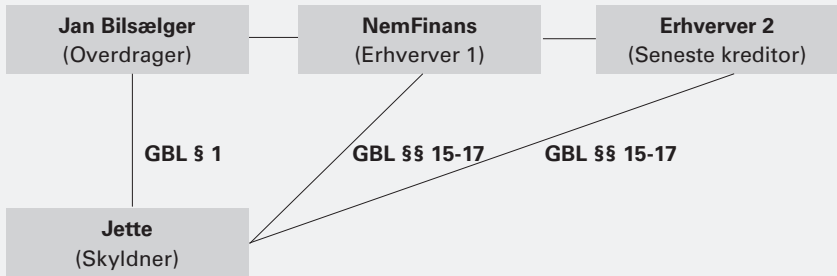 Jan Bilsælger
(Overdrager)
NemFinans
(Erhverver 1)
Erhverver 2
(Seneste kreditor)
GBL § 1
GBL §§ 15-17
GBL §§ 15-17
Jette
(Skyldner)